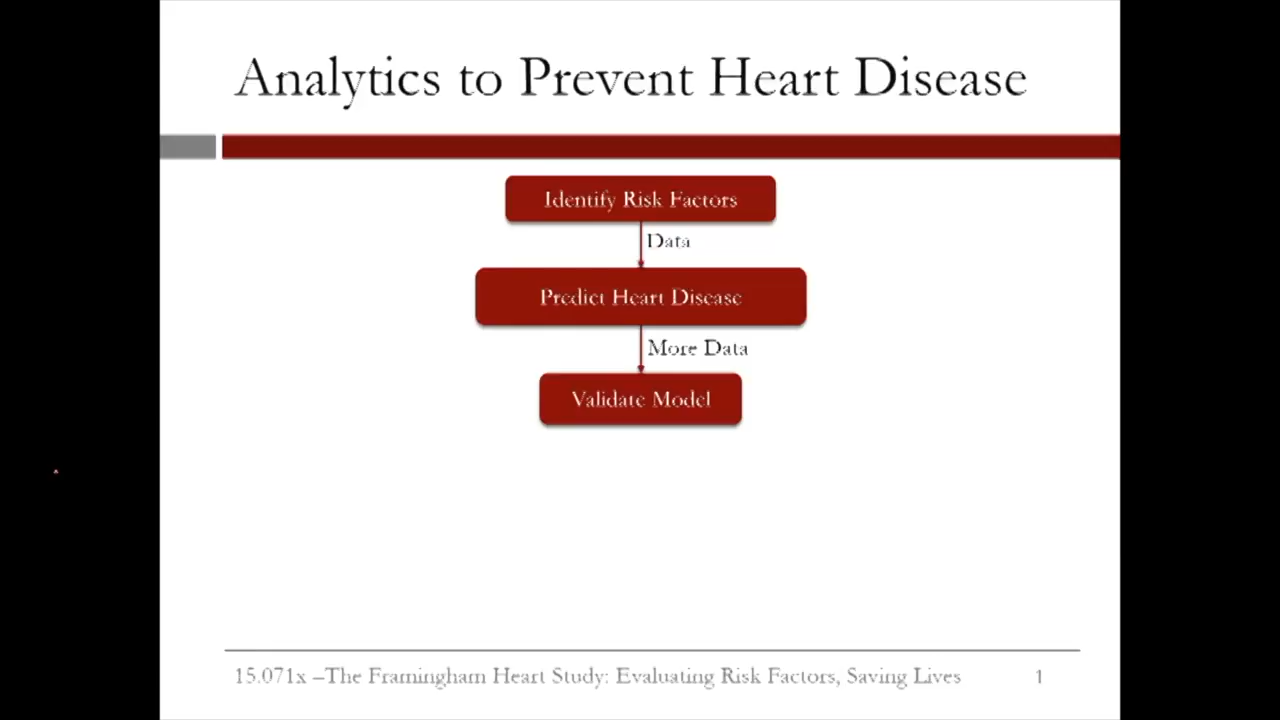 Analytics to Prevent Heart Disease
Identify Risk Factors
Data
Predict Heart Disease
More Data
Validate Model
15.071x –The Framingham Heart Study: Evaluating Risk Factors, Saving Lives 1